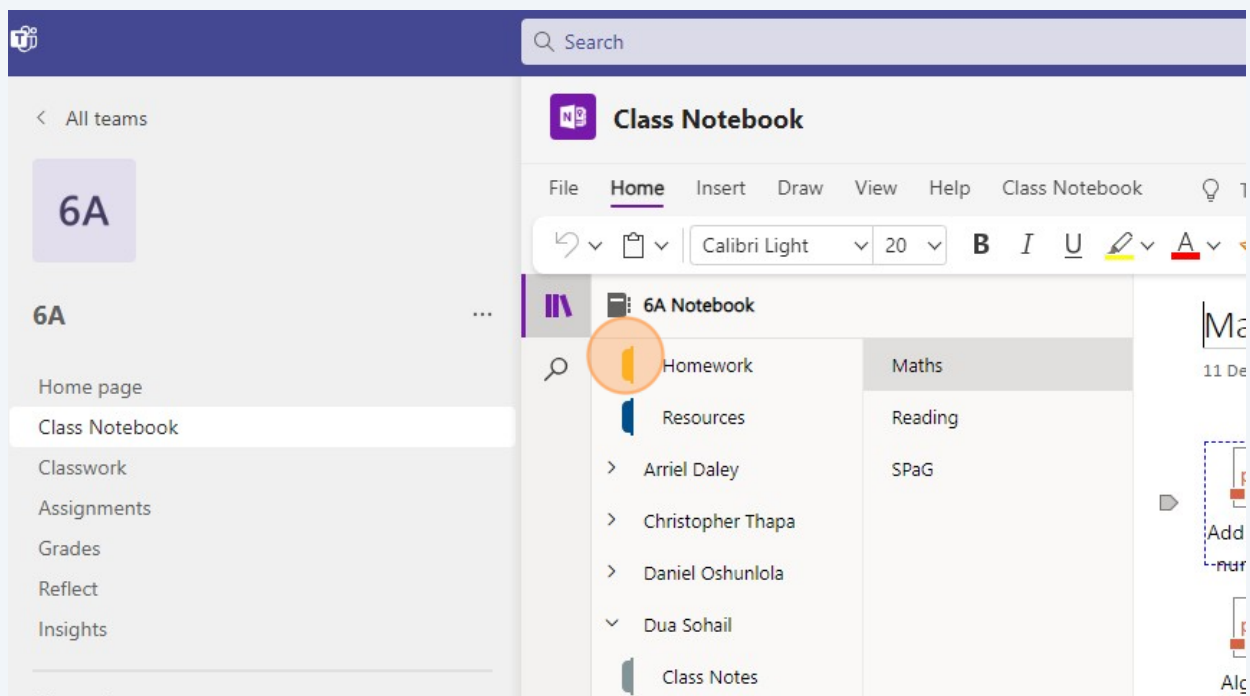 Search
All teams
6A
6A
...
Home page
Class Notebook
Classwork
Assignments
Grades
Reflect
Insights
Class Notebook
File Home Insert Draw View Help Class Notebook
Calibri Light 20 B I U A
6A Notebook
Homework
Resources
Arriel Daley
Christopher Thapa
Daniel Oshunlola
Dua Sohail
Class Notes
Maths
Reading
SPaG
11 De
Add